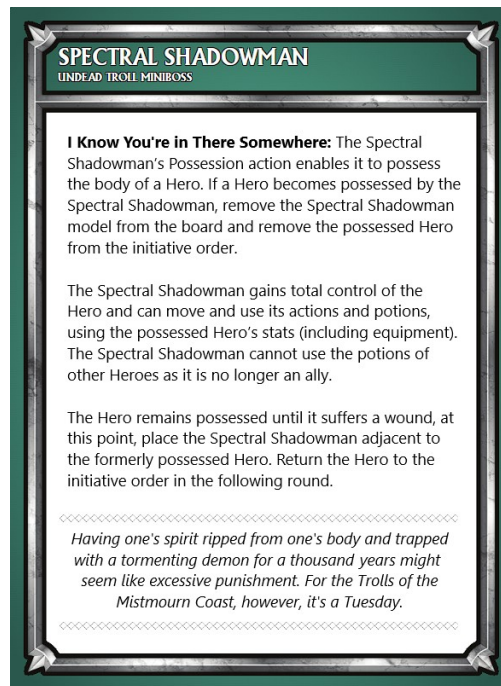 SPECTRAL SHADOWMAN
UNDEAD TROLL MINIBOSS
I Know You're in There Somewhere: The Spectral
Shadowman's Possession action enables it to possess
the body of a Hero. If a Hero becomes possessed by the
Spectral Shadowman, remove the Spectral Shadowman
model from the board and remove the possessed Hero
from the initiative order.
The Spectral Shadowman gains total control of the
Hero and can move and use its actions and potions,
using the possessed Hero's stats (including equipment).
The Spectral Shadowman cannot use the potions of
other Heroes as it is no longer an ally.
The Hero remains possessed until it suffers a wound, at
this point, place the Spectral Shadowman adjacent to
the formerly possessed Hero. Return the Hero to the
initiative order in the following round.
Having one's spirit ripped from one's body and trapped
with a tormenting demon for a thousand years might
seem like excessive punishment. For the Trolls of the
Mistmourn Coast, however, it's a Tuesday.